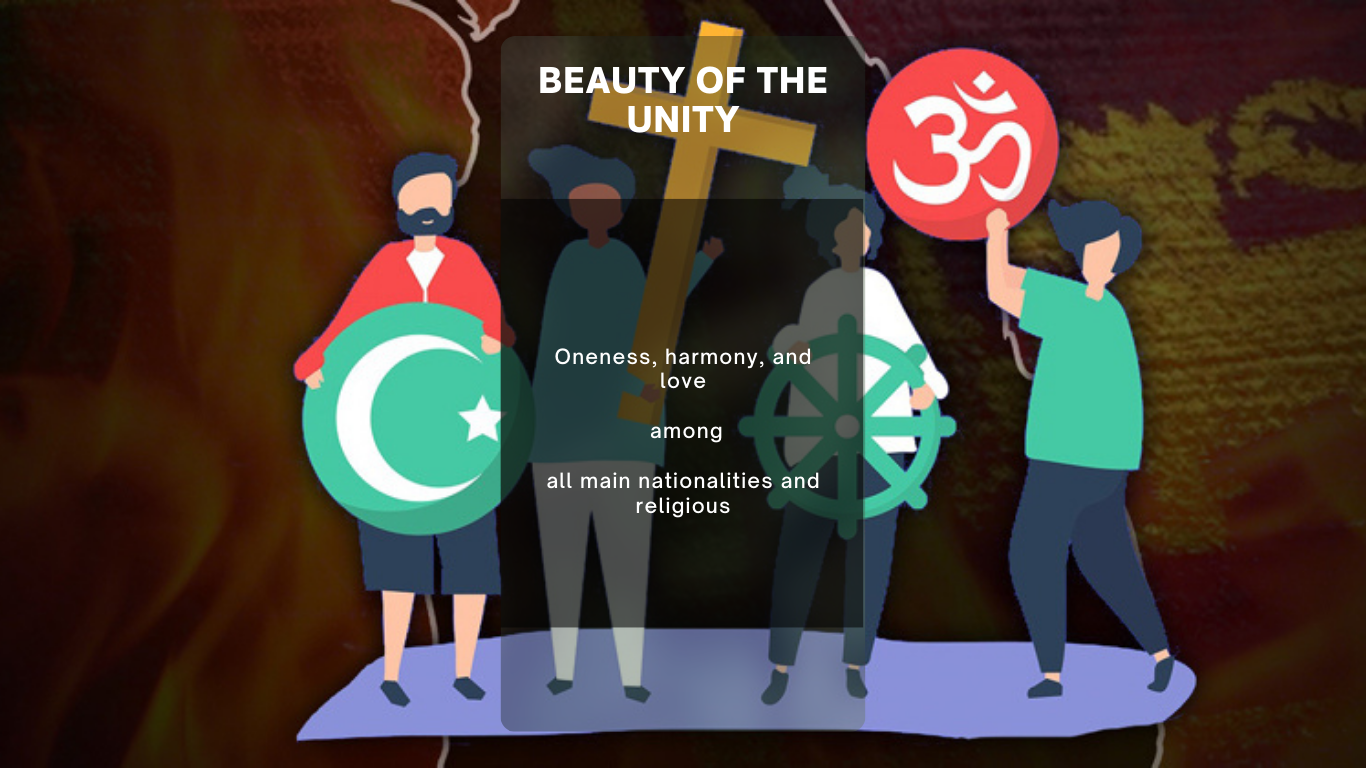 BEAUTY OF THE
UNITY
ॐ
Oneness, harmony, and
love
among
all main nationalities and
religious